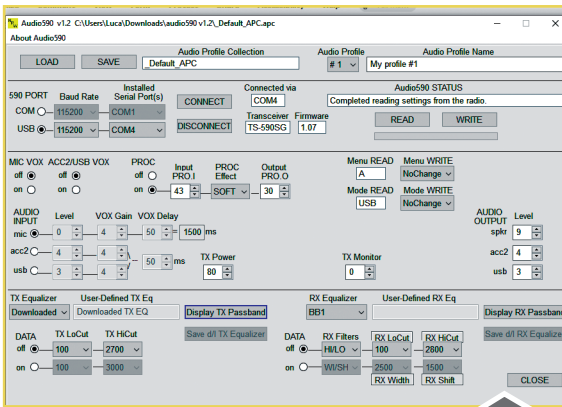 Audio590 v1.2 C:\Users\Luca\Downloads\audio590 v1.2\_Default_APC.apc
About Audio590
Audio Profile Collection Audio Profile Audio Profile Name
LOAD SAVE _Default_APC # 1 My profile #1
590 PORT Baud Rate Installed Serial Port(s) Connected via Audio590 STATUS
COM 115200 COM1 CONNECT COM4 Completed reading settings from the radio.
Transceiver Firmware READ WRITE
USB 115200 COM4 DISCONNECT TS-590SG 1.07
MIC VOX ACC2/USB VOX PROC Input PRO.I PROC Effect Output PRO.O Menu READ Menu WRITE
off off off A NoChange
on on on 43 SOFT 30 Mode READ Mode WRITE
USB NoChange
AUDIO INPUT Level VOX Gain VOX Delay AUDIO OUTPUT Level
mic 0 4 50 = 1500 ms spkr 9
acc2 4 4 \ 50 ms TX Power TX Monitor acc2 4
usb 3 4 / 80 0 usb 3
TX Equalizer User-Defined TX Eq RX Equalizer User-Defined RX Eq
Downloaded Downloaded TX EQ Display TX Passband BB1 Display RX Passban
DATA TX LoCut TX HiCut Save d/l TX Equalizer DATA RX Filters RX LoCut RX HiCut Save d/l RX Equalize
off 100 2700 off HI/LO 100 2800
on 100 3000 on WI/SH 2500 1500
RX Width RX Shift CLOSE